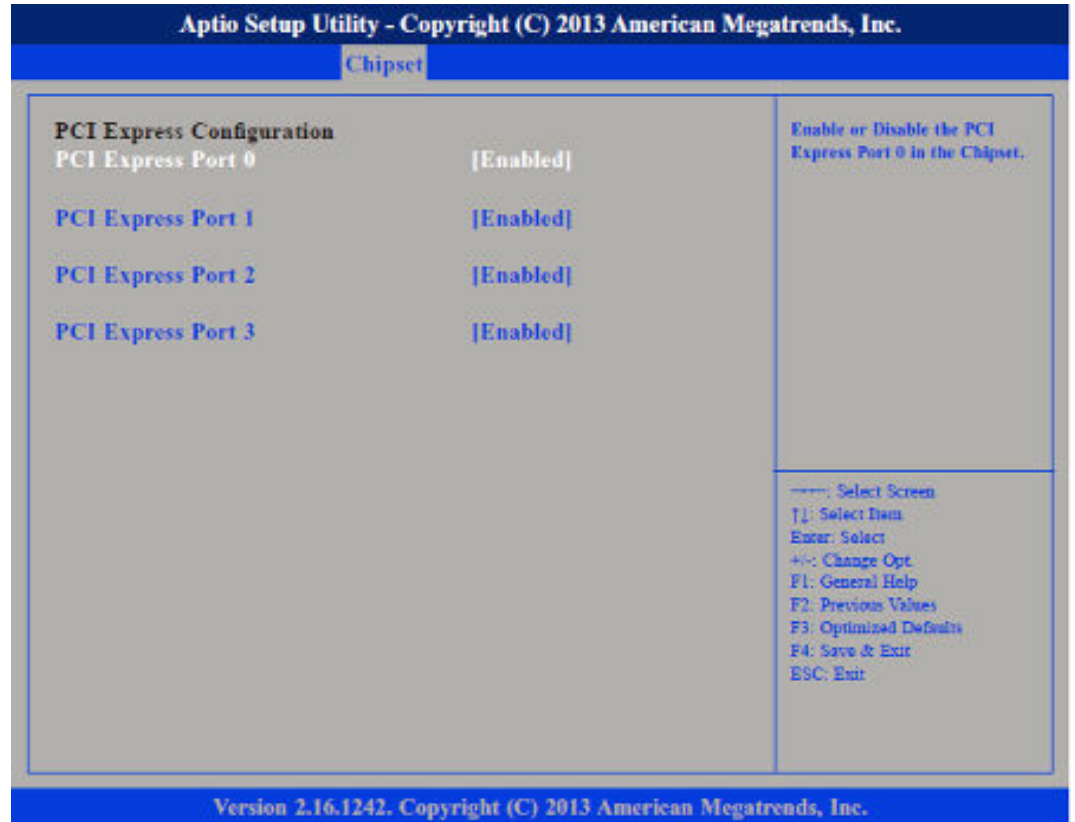 Aptio Setup Utility - Copyright (C) 2013 American Megatrends, Inc.
Chipset
PCI Express Configuration
PCI Express Port 0 [Enabled]
PCI Express Port 1 [Enabled]
PCI Express Port 2 [Enabled]
PCI Express Port 3 [Enabled]
Enable or Disable the PCI
Express Port 0 in the Chipset.
→←: Select Screen
↑↓: Select Item
Enter: Select
+/-: Change Opt.
F1: General Help
F2: Previous Values
F3: Optimized Defaults
F4: Save & Exit
ESC: Exit
Version 2.16.1242. Copyright (C) 2013 American Megatrends, Inc.